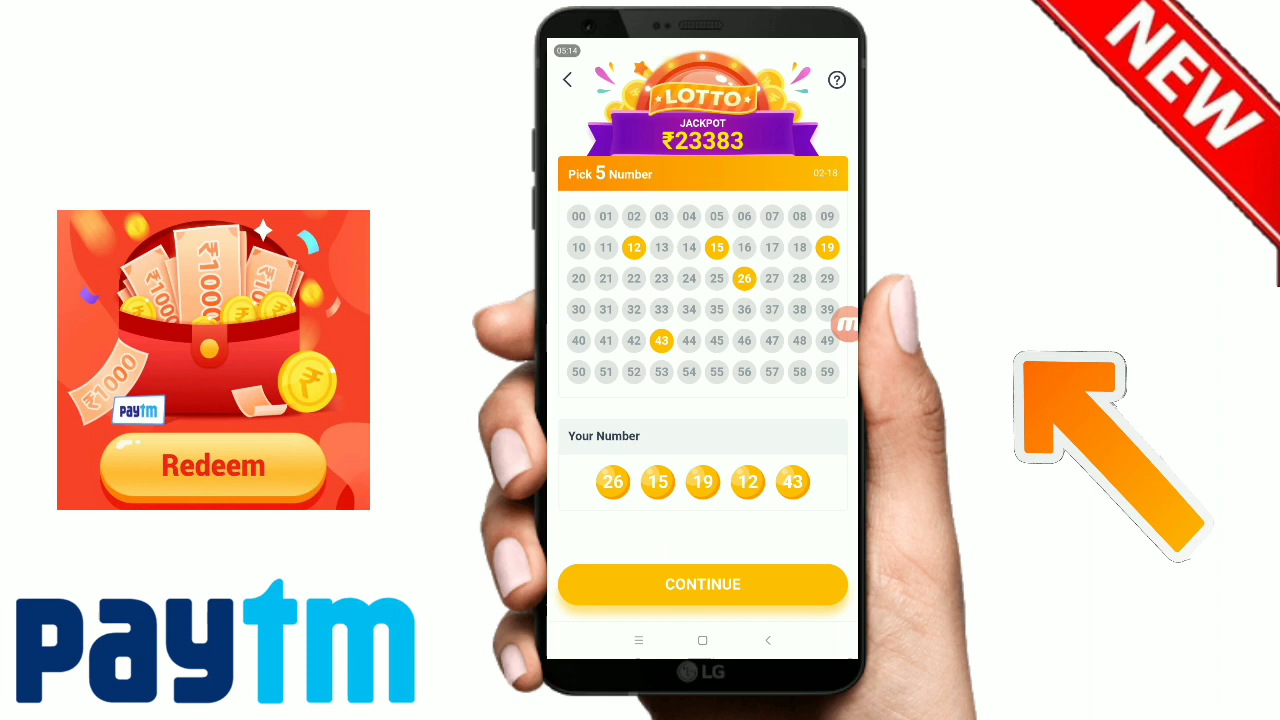 NEW
05:14
?
LOTTO
JACKPOT
₹23383
Pick 5 Number
02-18
00 01 02 03 04 05 06 07 08 09
10 11 12 13 14 15 16 17 18 19
20 21 22 23 24 25 26 27 28 29
30 31 32 33 34 35 36 37 38 39
40 41 42 43 44 45 46 47 48 49
50 51 52 53 54 55 56 57 58 59
Your Number
26 15 19 12 43
CONTINUE
LG
₹1000
₹1000
₹1000
₹1000
paytm
Redeem
paytm